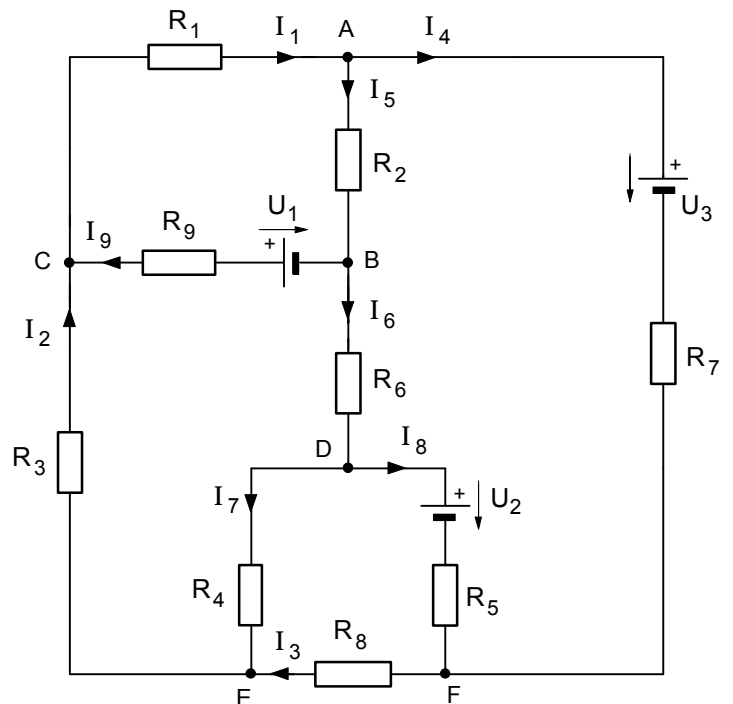 R1 I1 A I4
I5
R2
+ U3
U1
C I9 R9 + B
I2 I6
R7
R6
R3 D I8
I7 + U2
R4 R5
I3 R8
E F